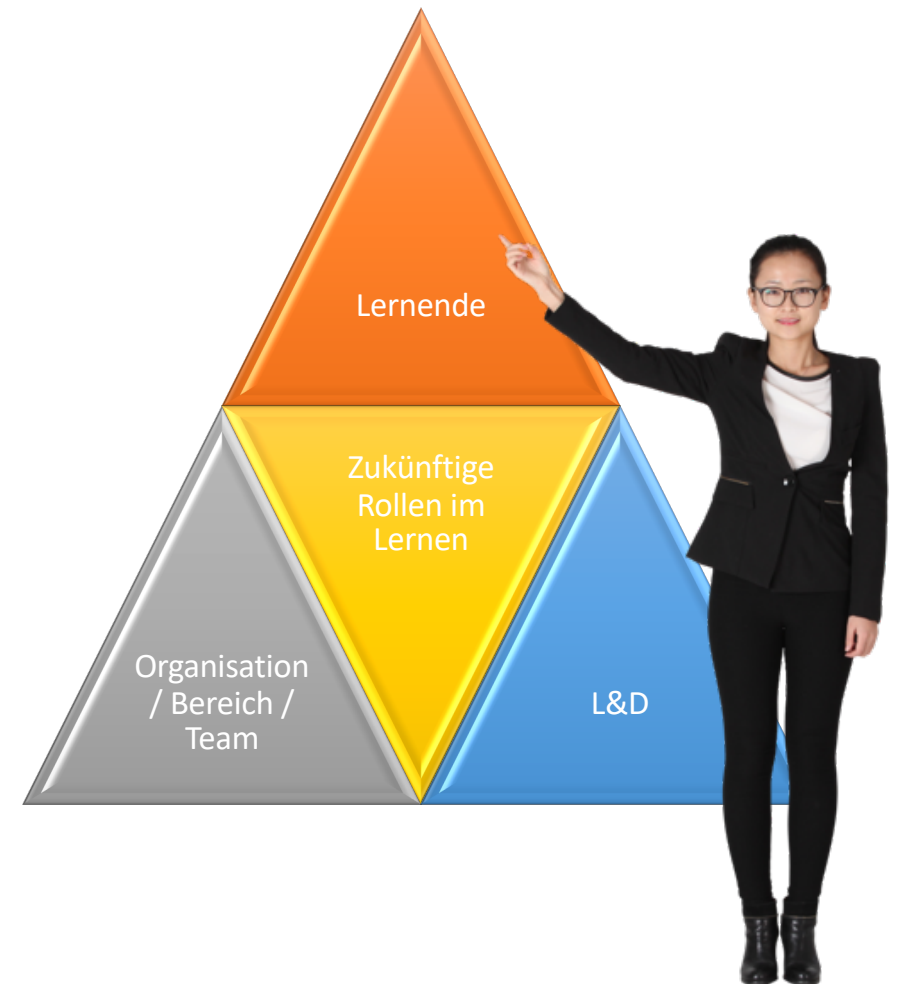 Lernende
Zukünftige
Rollen im
Lernen
Organisation
/ Bereich /
Team
L&D